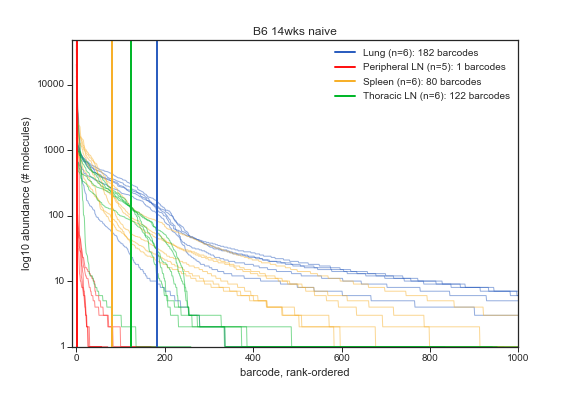 B6 14wks naive
Lung (n=6): 182 barcodes
Peripheral LN (n=5): 1 barcodes
Spleen (n=6): 80 barcodes
Thoracic LN (n=6): 122 barcodes
log10 abundance (# molecules)
10000
1000
100
10
1
0 200 400 600 800 1000
barcode, rank-ordered